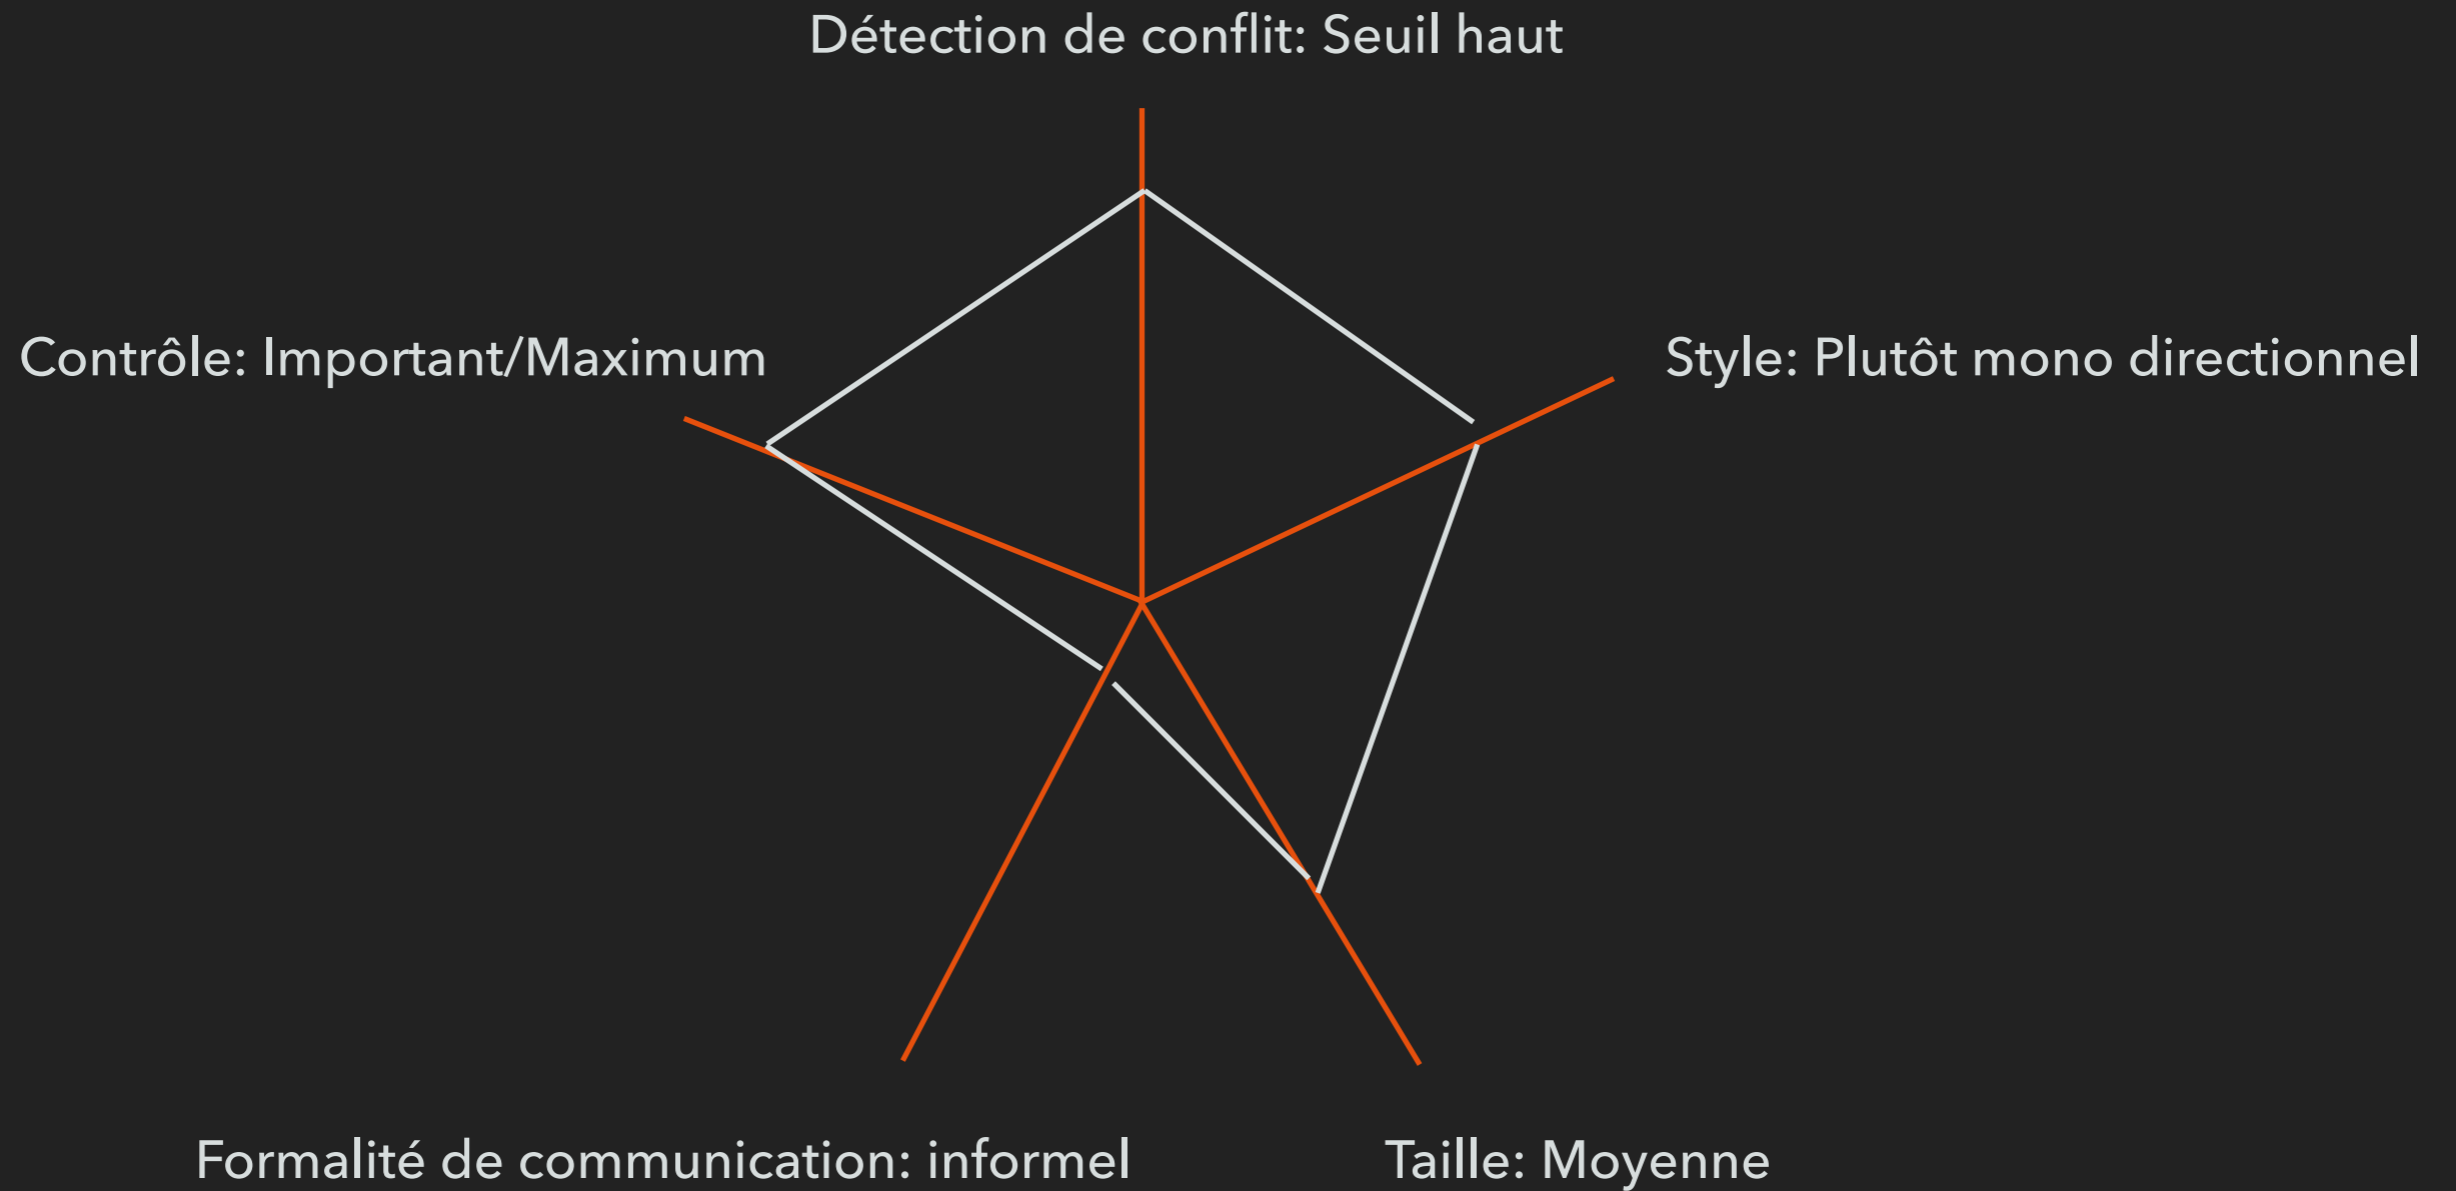 Détection de conflit: Seuil haut
Contrôle: Important/Maximum
Style: Plutôt mono directionnel
Formalité de communication: informel
Taille: Moyenne